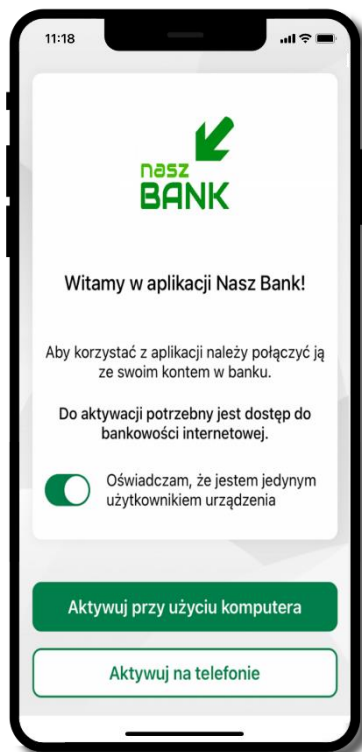 11:18
nasz
BANK
Witamy w aplikacji Nasz Bank!
Aby korzystać z aplikacji należy połączyć ją
ze swoim kontem w banku.
Do aktywacji potrzebny jest dostęp do
bankowości internetowej.
Oświadczam, że jestem jedynym
użytkownikiem urządzenia
Aktywuj przy użyciu komputera
Aktywuj na telefonie